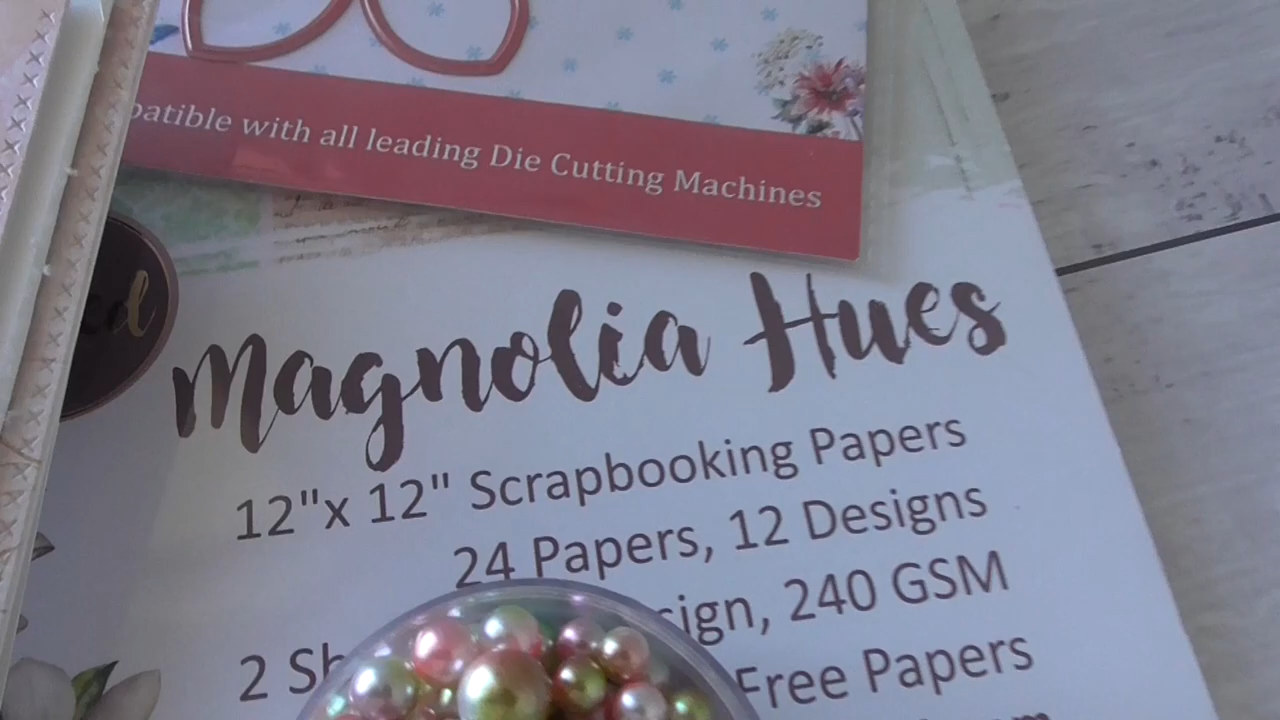 patible with all leading Die Cutting Machines
Magnolia Hues
12"x 12" Scrapbooking Papers
24 Papers, 12 Designs
2 Sh sign, 240 GSM
Free Papers